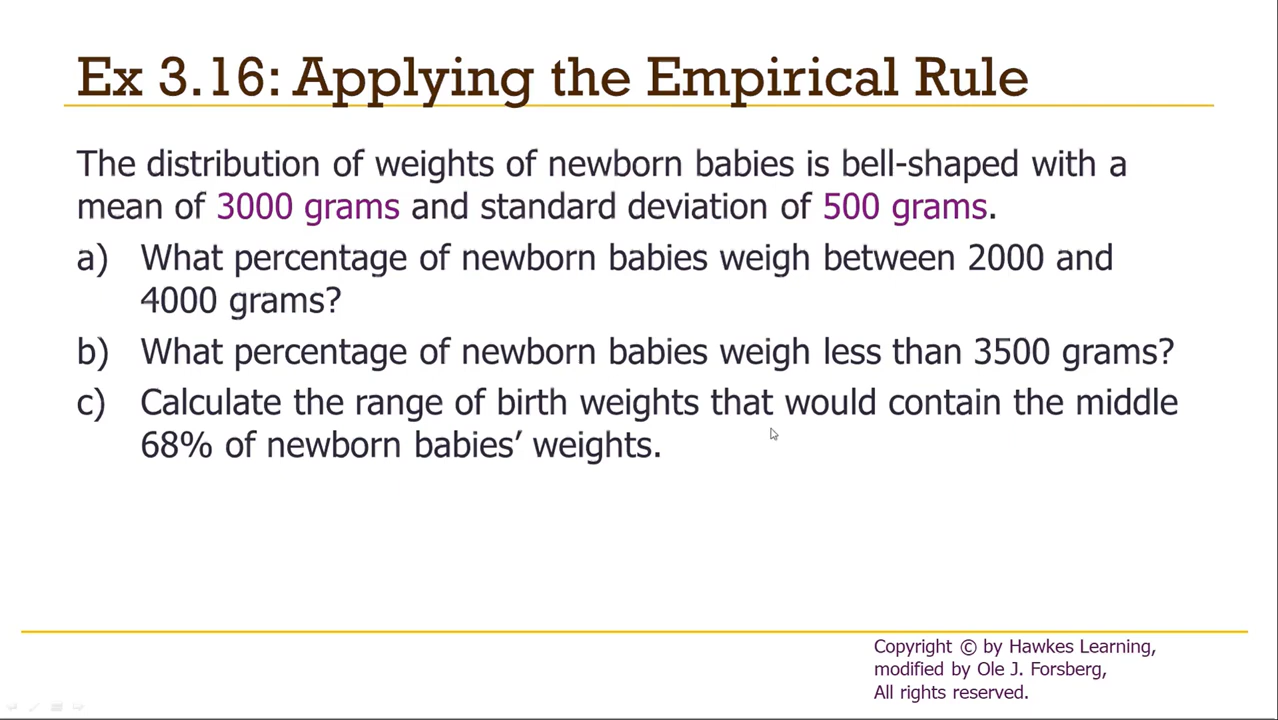 Ex 3.16: Applying the Empirical Rule
The distribution of weights of newborn babies is bell-shaped with a
mean of 3000 grams and standard deviation of 500 grams.
a) What percentage of newborn babies weigh between 2000 and
4000 grams?
b) What percentage of newborn babies weigh less than 3500 grams?
c) Calculate the range of birth weights that would contain the middle
68% of newborn babies’ weights.
Copyright © by Hawkes Learning,
modified by Ole J. Forsberg,
All rights reserved.